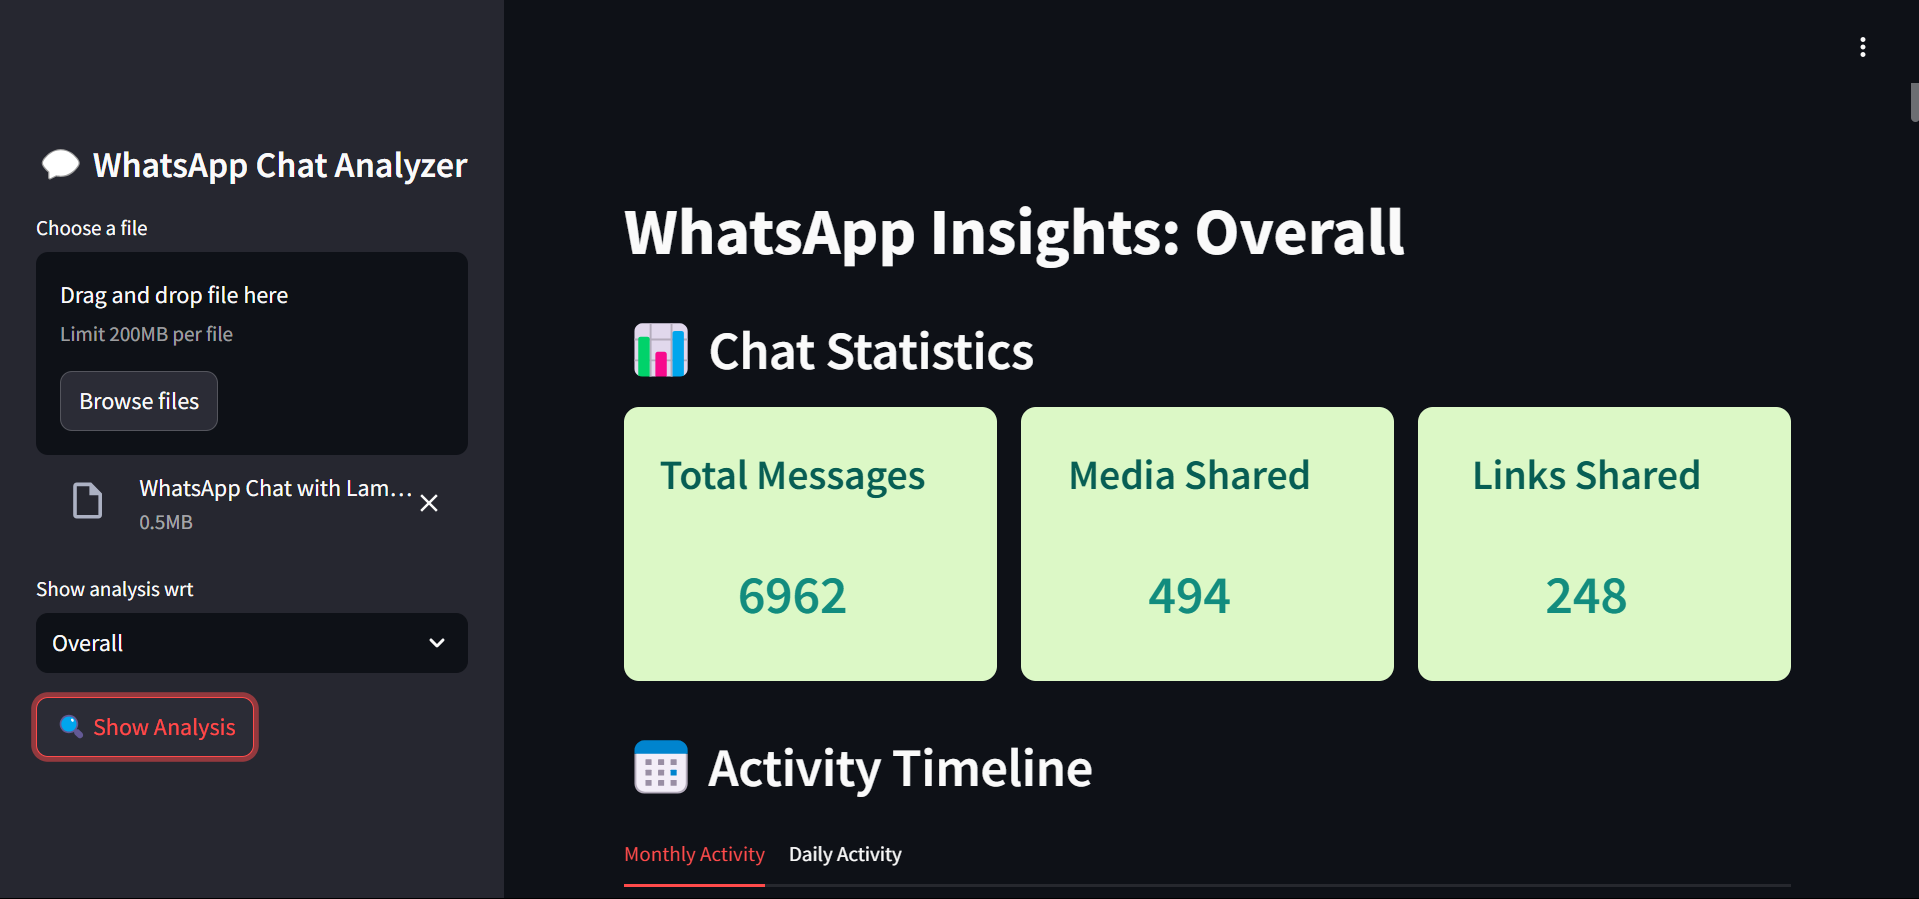 WhatsApp Chat Analyzer
Choose a file
Drag and drop file here
Limit 200MB per file
Browse files
WhatsApp Chat with Lam...
0.5MB
Show analysis wrt
Overall
Show Analysis
WhatsApp Insights: Overall
Chat Statistics
Total Messages
6962
Media Shared
494
Links Shared
248
Activity Timeline
Monthly Activity
Daily Activity